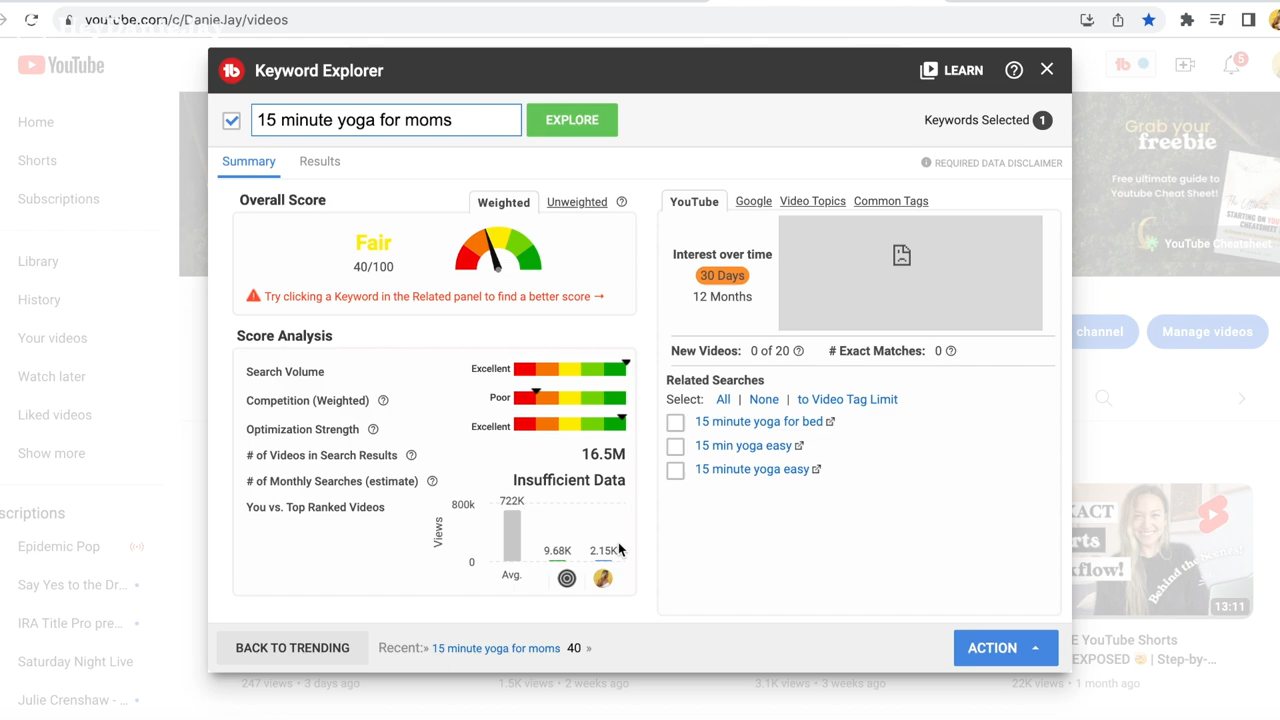 youtube.com/c/DanieJay/videos
YouTube
Home
Shorts
Subscriptions
Library
History
Your videos
Watch later
Liked videos
Show more
scriptions
Epidemic Pop
Say Yes to the Dr...
IRA Title Pro pre...
Saturday Night Live
Julie Crenshaw - ...
tb Keyword Explorer
LEARN
15 minute yoga for moms
EXPLORE
Keywords Selected 1
Summary Results
REQUIRED DATA DISCLAIMER
Overall Score
Weighted Unweighted
Fair
40/100
Try clicking a Keyword in the Related panel to find a better score →
Score Analysis
Search Volume Excellent
Competition (Weighted) Poor
Optimization Strength Excellent
# of Videos in Search Results 16.5M
# of Monthly Searches (estimate) Insufficient Data
You vs. Top Ranked Videos
Views
800k
0
722K
9.68K
2.15K
Avg.
YouTube Google Video Topics Common Tags
Interest over time
30 Days
12 Months
New Videos: 0 of 20 # Exact Matches: 0
Related Searches
Select: All | None | to Video Tag Limit
15 minute yoga for bed
15 min yoga easy
15 minute yoga easy
BACK TO TRENDING
Recent:» 15 minute yoga for moms 40 »
ACTION
tb
5
Grab your
freebie
Free ultimate guide to
Youtube Cheat Sheet!
YouTube Cheatsheet
channel
Manage videos
XACT
orts
kflow!
Behind the Scenes!
13:11
E YouTube Shorts
EXPOSED | Step-by-...
247 views • 3 days ago
1.5K views • 2 weeks ago
3.1K views • 3 weeks ago
22K views • 1 month ago